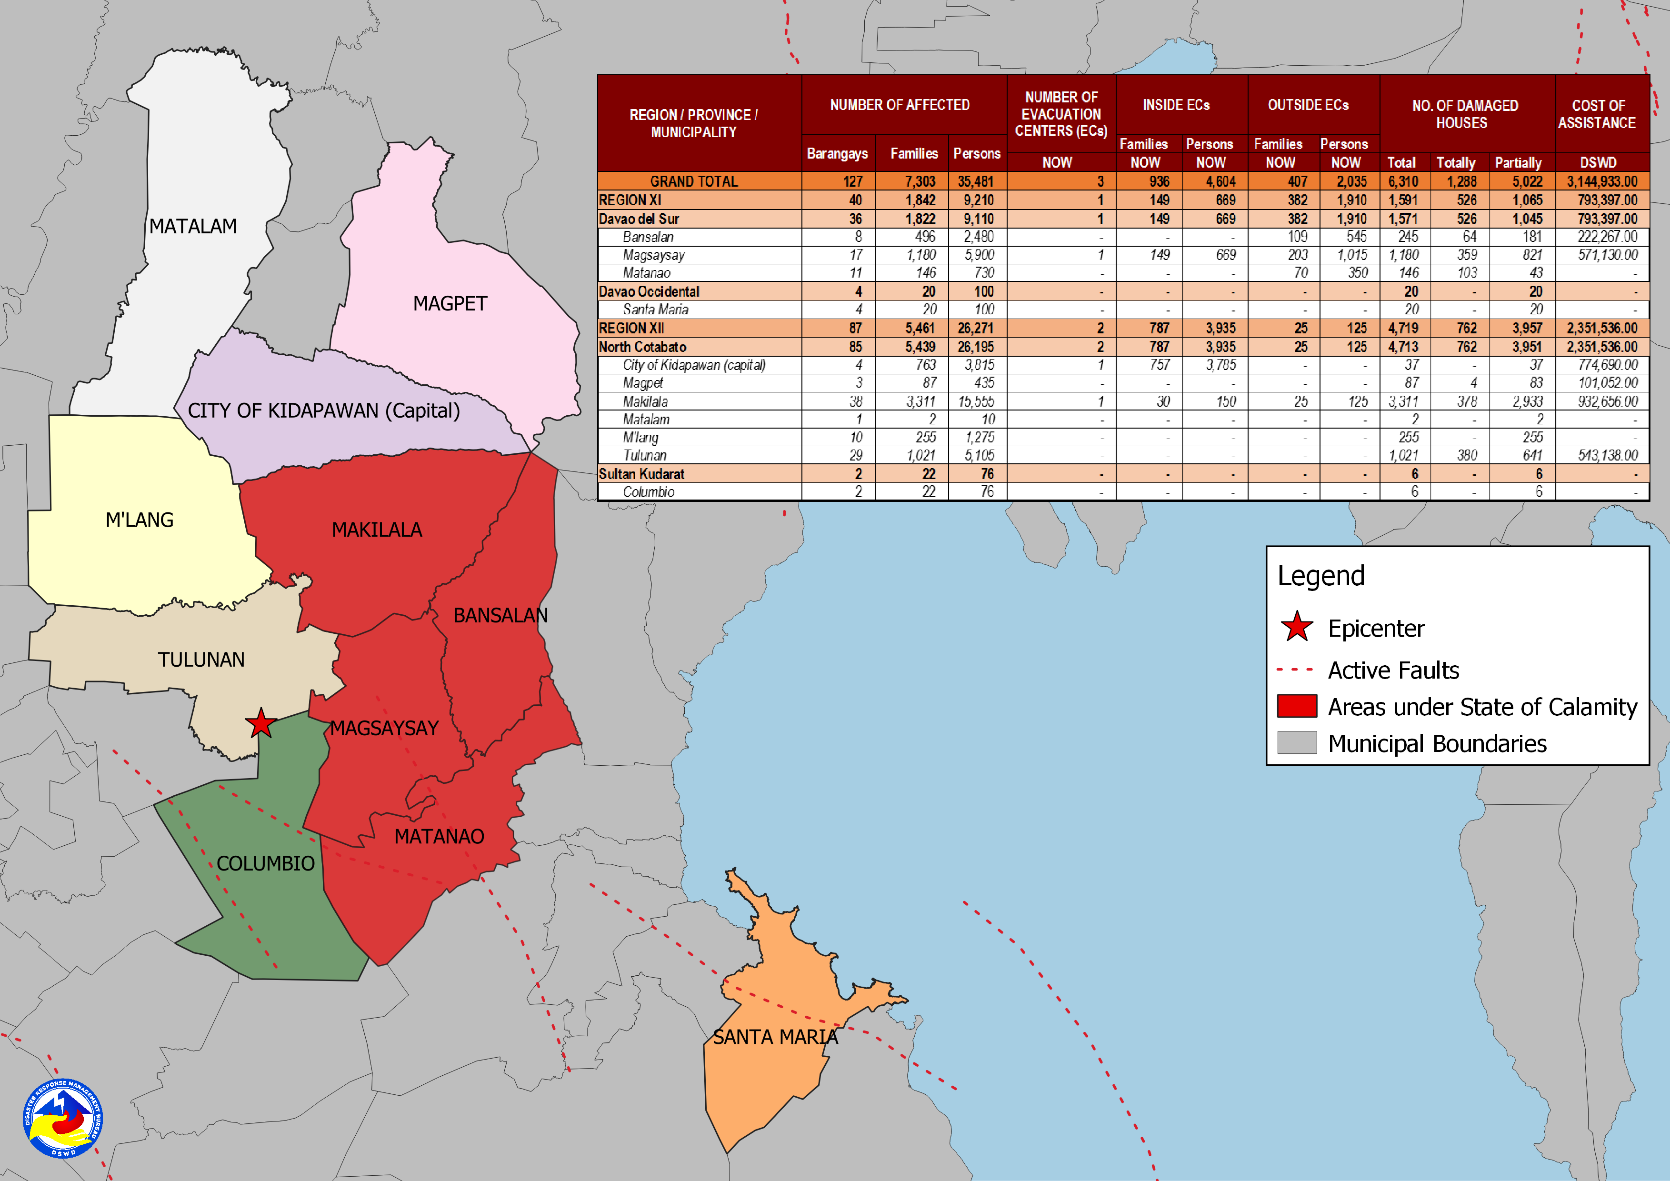 REGION / PROVINCE / MUNICIPALITY NUMBER OF AFFECTED NUMBER OF EVACUATION CENTERS (ECs) INSIDE ECs OUTSIDE ECs NO. OF DAMAGED HOUSES COST OF ASSISTANCE
Barangays Families Persons NOW Families NOW Persons NOW Families NOW Persons NOW Total Totally Partially DSWD
GRAND TOTAL 127 7,303 35,481 3 936 4,604 407 2,035 6,310 1,288 5,022 3,144,933.00
REGION XI 40 1,842 9,210 1 149 669 382 1,910 1,591 526 1,065 793,397.00
Davao del Sur 36 1,822 9,110 1 149 669 382 1,910 1,571 526 1,045 793,397.00
Bansalan 8 496 2,480 - - - 109 545 245 64 181 222,267.00
Magsaysay 17 1,180 5,900 1 149 669 203 1,015 1,180 359 821 571,130.00
Matanao 11 146 730 - - - 70 350 146 103 43 -
Davao Occidental 4 20 100 - - - - - 20 - 20 -
Santa Maria 4 20 100 - - - - - 20 - 20 -
REGION XII 87 5,461 26,271 2 787 3,935 25 125 4,719 762 3,957 2,351,536.00
North Cotabato 85 5,439 26,195 2 787 3,935 25 125 4,713 762 3,951 2,351,536.00
City of Kidapawan (capital) 4 763 3,815 1 757 3,785 - - 37 - 37 774,690.00
Magpet 3 87 435 - - - - - 87 4 83 101,052.00
Makilala 38 3,311 15,555 1 30 150 25 125 3,311 378 2,933 932,656.00
Matalam 1 2 10 - - - - - 2 - 2 -
M'lang 10 255 1,275 - - - - - 255 - 255 -
Tulunan 29 1,021 5,105 - - - - - 1,021 380 641 543,138.00
Sultan Kudarat 2 22 76 - - - - - 6 - 6 -
Columbio 2 22 76 - - - - - 6 - 6 -
MATALAM
MAGPET
CITY OF KIDAPAWAN (Capital)
M'LANG
MAKILALA
BANSALAN
TULUNAN
MAGSAYSAY
MATANAO
COLUMBIO
SANTA MARIA
Legend
Epicenter
Active Faults
Areas under State of Calamity
Municipal Boundaries
DISASTER RESPONSE MANAGEMENT BUREAU
DSWD